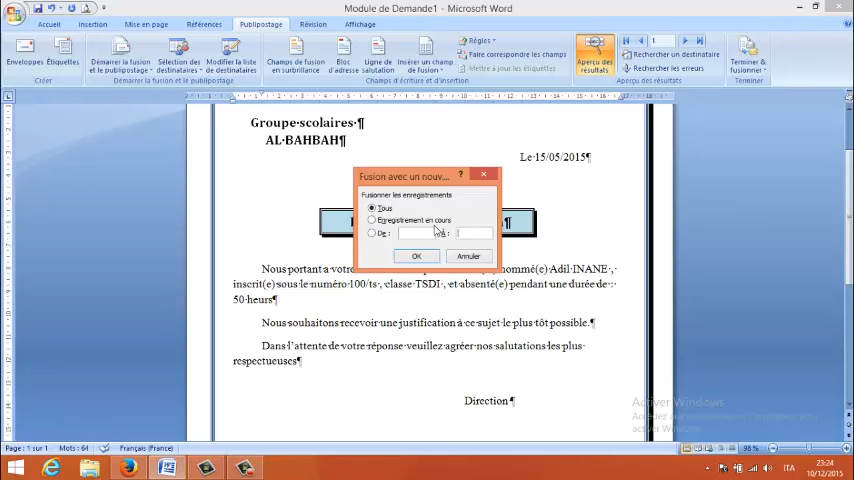 Module de Demande1 - Microsoft Word
Accueil Insertion Mise en page Références Publipostage Révision Affichage
Enveloppes Étiquettes
Démarrer la fusion et le publipostage
Sélection des destinataires
Modifier la liste de destinataires
Champs de fusion en surbrillance
Bloc d'adresse
Ligne de salutation
Insérer un champ de fusion
Règles
Faire correspondre les champs
Mettre à jour les étiquettes
Aperçu des résultats
1
Rechercher un destinataire
Rechercher les erreurs
Terminer & fusionner
Créer
Démarrer la fusion et le publipostage
Champs d'écriture et d'insertion
Aperçu des résultats
Terminer
Groupe·scolaires·¶
AL·BAHBAH¶
Le·15/05/2015¶
Fusion avec un nouv...
Fusionner les enregistrements
Tous
Enregistrement en cours
De :
À :
OK Annuler
nommé(e)·Adil·INANE·,·
inscrit(e)·sous·le·numéro·100/ts·,·classe·TSDI·,·et·absenté(e)·pendant·une·durée·de·:·
50·heurs¶
Nous·souhaitons·recevoir·une·justification·à·ce·sujet·le·plus·tôt·possible.¶
Dans·l'attente·de·votre·réponse·veuillez·agréer·nos·salutations·les·plus·
respectueuses¶
Direction¶
Activer Windows
activer Windows.
Page : 1 sur 1 Mots : 64 Français (France) 98 %
ITA
23:24
10/12/2015